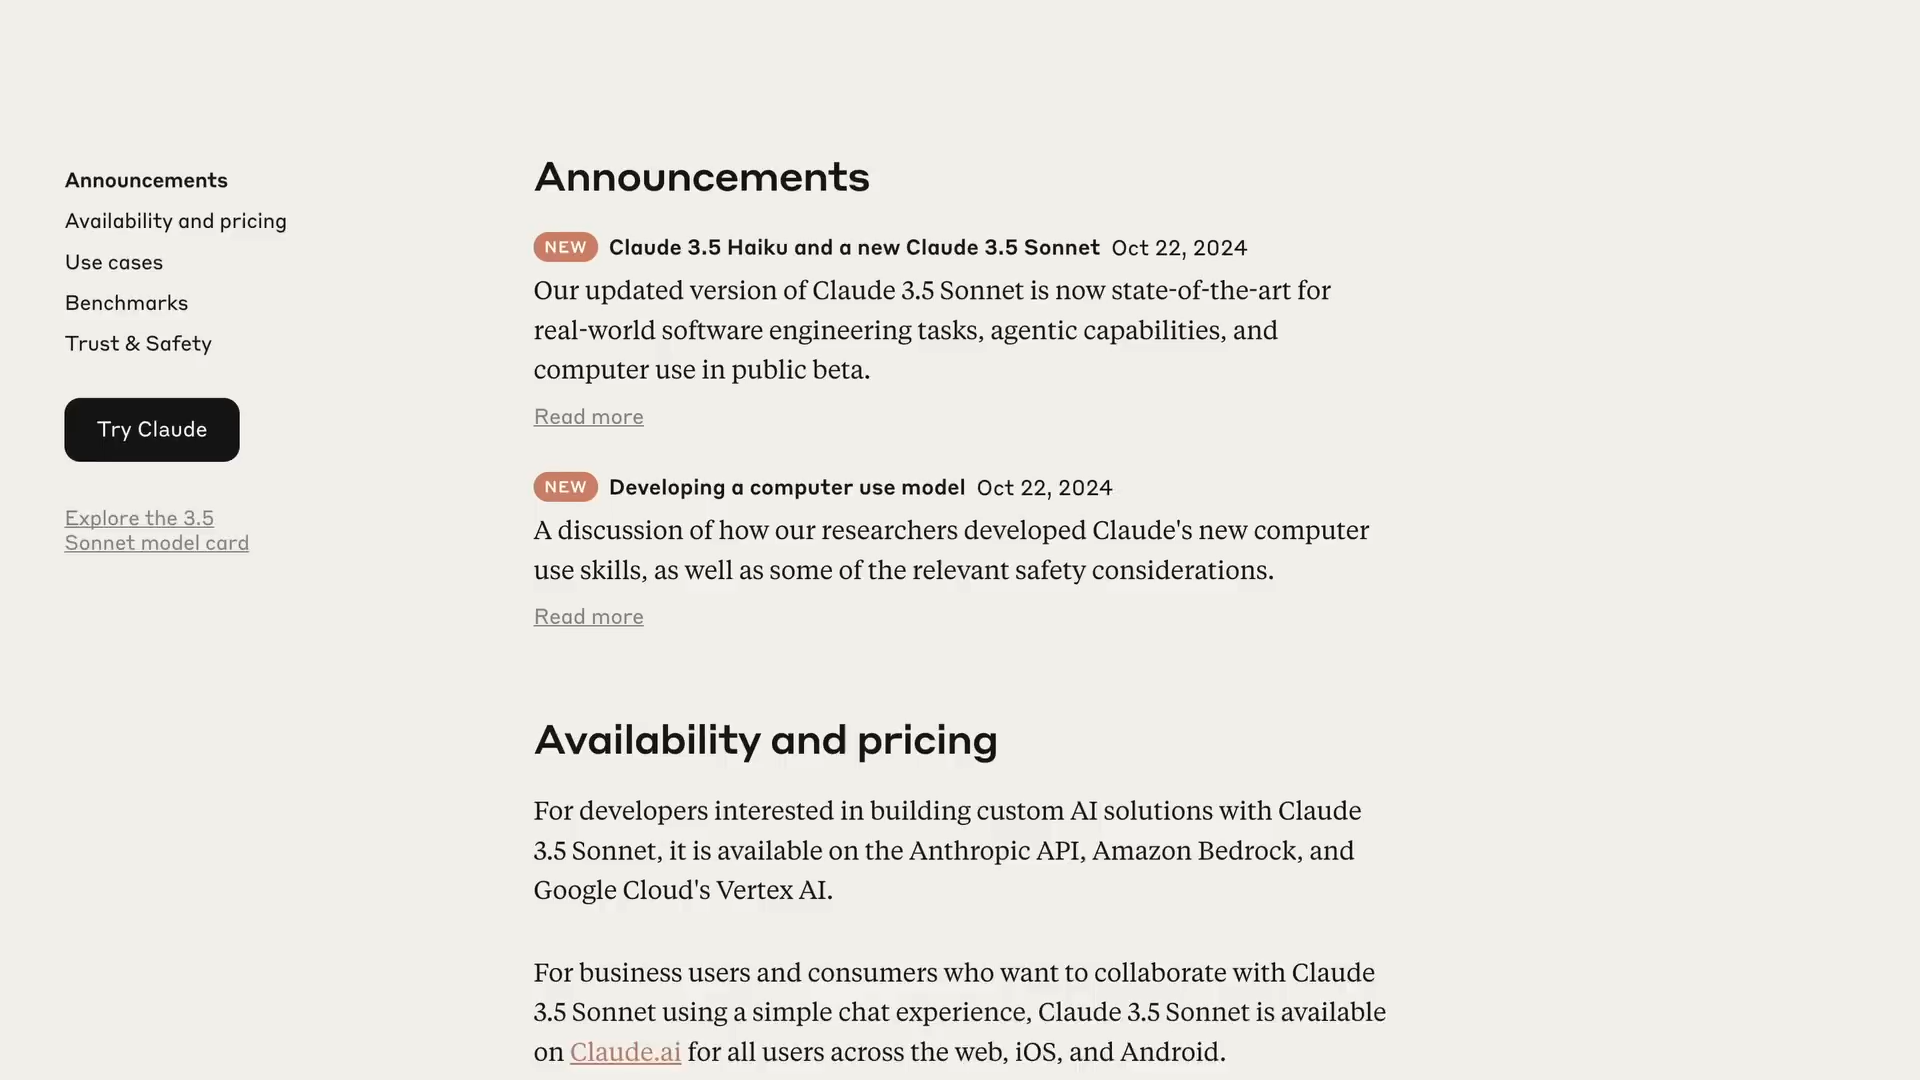 Announcements
Availability and pricing
Use cases
Benchmarks
Trust & Safety
Try Claude
Explore the 3.5
Sonnet model card
Announcements
NEW Claude 3.5 Haiku and a new Claude 3.5 Sonnet Oct 22, 2024
Our updated version of Claude 3.5 Sonnet is now state-of-the-art for
real-world software engineering tasks, agentic capabilities, and
computer use in public beta.
Read more
NEW Developing a computer use model Oct 22, 2024
A discussion of how our researchers developed Claude's new computer
use skills, as well as some of the relevant safety considerations.
Read more
Availability and pricing
For developers interested in building custom AI solutions with Claude
3.5 Sonnet, it is available on the Anthropic API, Amazon Bedrock, and
Google Cloud's Vertex AI.
For business users and consumers who want to collaborate with Claude
3.5 Sonnet using a simple chat experience, Claude 3.5 Sonnet is available
on Claude.ai for all users across the web, iOS, and Android.